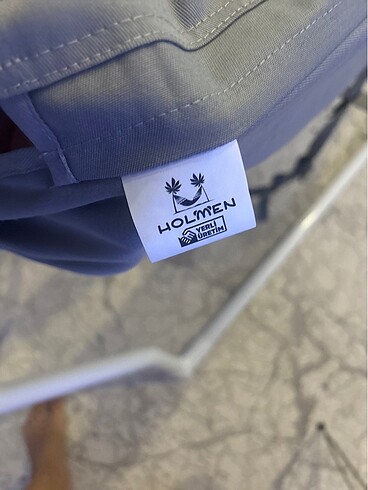 HOLMEN
YERLİ
ÜRETİM